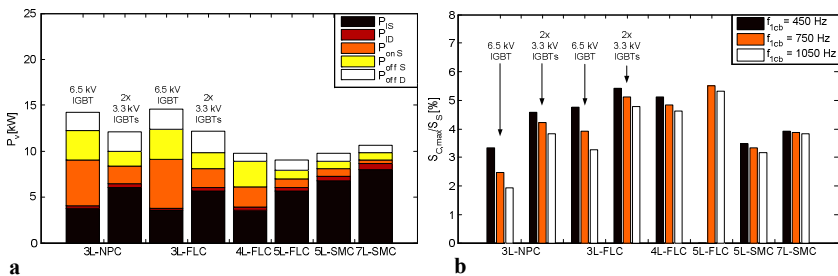 25
20
15
10
5
0
P_v[kW]
P_lS
P_lD
P_on S
P_off S
P_off D
6.5 kV
IGBT
2x
3.3 kV
IGBTs
6.5 kV
IGBT
2x
3.3 kV
IGBTs
3L-NPC 3L-FLC 4L-FLC 5L-FLC 5L-SMC 7L-SMC
a
8
7
6
5
4
3
2
1
0
S_C,max/S_S [%]
f_1cb = 450 Hz
f_1cb = 750 Hz
f_1cb = 1050 Hz
6.5 kV
IGBT
2x
3.3 kV
IGBTs
6.5 kV
IGBT
2x
3.3 kV
IGBTs
3L-NPC 3L-FLC 4L-FLC 5L-FLC 5L-SMC 7L-SMC
b